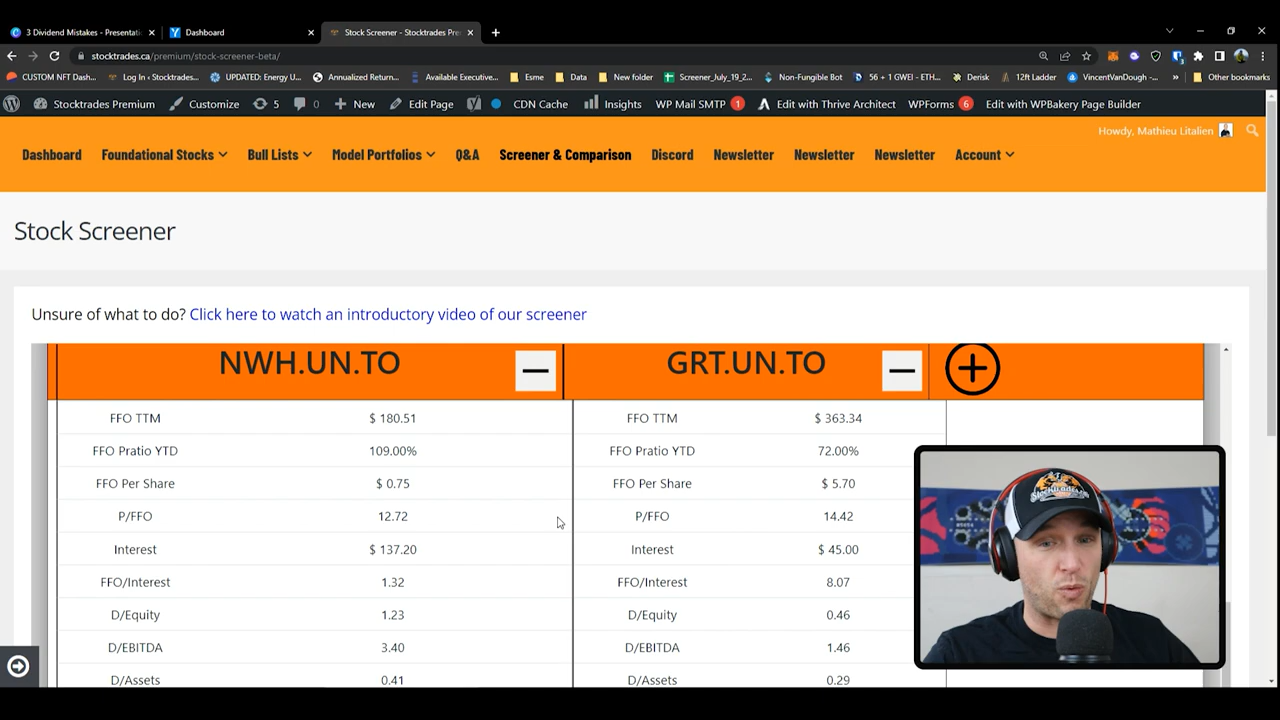 3 Dividend Mistakes - Presentati
Dashboard
Stock Screener - Stocktrades Pre
stocktrades.ca/premium/stock-screener-beta/
CUSTOM NFT Dash...
Log In ‹ Stocktrades...
UPDATED: Energy U...
Annualized Return...
Available Executive...
Esme
Data
New folder
Screener_July_19_2...
Non-Fungible Bot
56 + 1 GWEI - ETH...
Derisk
12ft Ladder
VincentVanDough -...
»
Other bookmarks
Stocktrades Premium
Customize
5
0
New
Edit Page
CDN Cache
Insights
WP Mail SMTP 1
Edit with Thrive Architect
WPForms 6
Edit with WPBakery Page Builder
Howdy, Mathieu Litalien
Dashboard
Foundational Stocks
Bull Lists
Model Portfolios
Q&A
Screener & Comparison
Discord
Newsletter
Newsletter
Newsletter
Account
Stock Screener
Unsure of what to do? Click here to watch an introductory video of our screener
NWH.UN.TO
GRT.UN.TO
FFO TTM $ 180.51 FFO TTM $ 363.34
FFO Pratio YTD 109.00% FFO Pratio YTD 72.00%
FFO Per Share $ 0.75 FFO Per Share $ 5.70
P/FFO 12.72 P/FFO 14.42
Interest $ 137.20 Interest $ 45.00
FFO/Interest 1.32 FFO/Interest 8.07
D/Equity 1.23 D/Equity 0.46
D/EBITDA 3.40 D/EBITDA 1.46
D/Assets 0.41 D/Assets 0.29